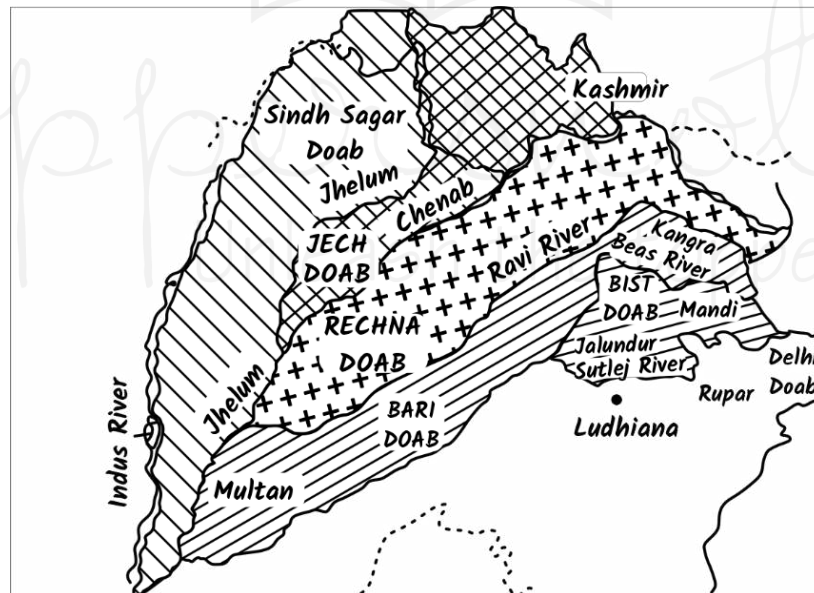 Kashmir
Sindh Sagar
Doab
Jhelum
Chenab
JECH
DOAB
Ravi River
Kangra
Beas River
BIST
DOAB
Mandi
RECHNA
DOAB
Jalundur
Sutlej River
Delhi
Doab
Rupar
Jhelum
BARI
DOAB
Ludhiana
Indus River
Multan